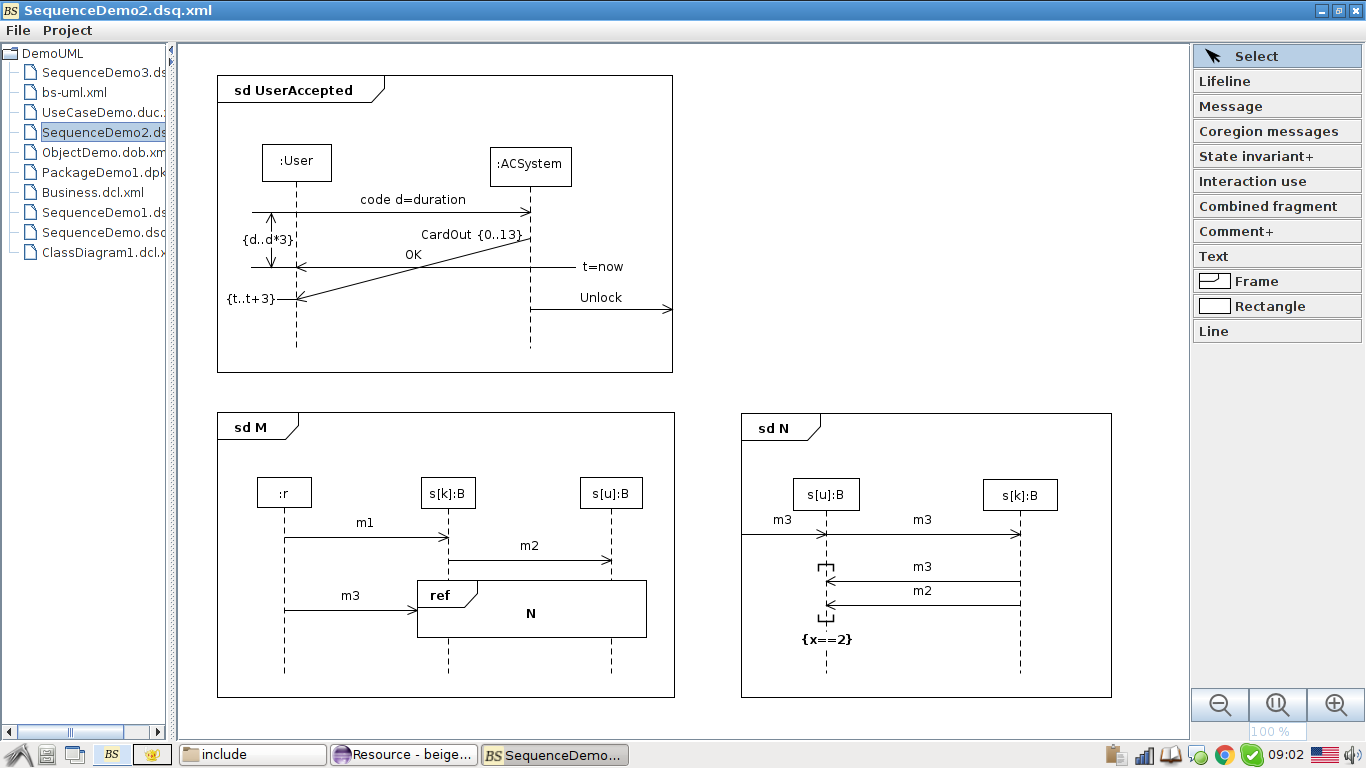 BS SequenceDemo2.dsq.xml
File Project
DemoUML
SequenceDemo3.ds
bs-uml.xml
UseCaseDemo.duc.
SequenceDemo2.ds
ObjectDemo.dob.xm
PackageDemo1.dpk
Business.dcl.xml
SequenceDemo1.ds
SequenceDemo.dsq
ClassDiagram1.dcl.x
sd UserAccepted
:User
:ACSystem
code d=duration
{d..d*3}
CardOut {0..13}
OK
t=now
{t..t+3}
Unlock
sd M
:r
s[k]:B
s[u]:B
m1
m2
m3
ref
N
sd N
s[u]:B
s[k]:B
m3
m3
m3
m2
{x==2}
Select
Lifeline
Message
Coregion messages
State invariant+
Interaction use
Combined fragment
Comment+
Text
Frame
Rectangle
Line
100 %
BS
include
Resource - beige...
BS SequenceDemo...
09:02